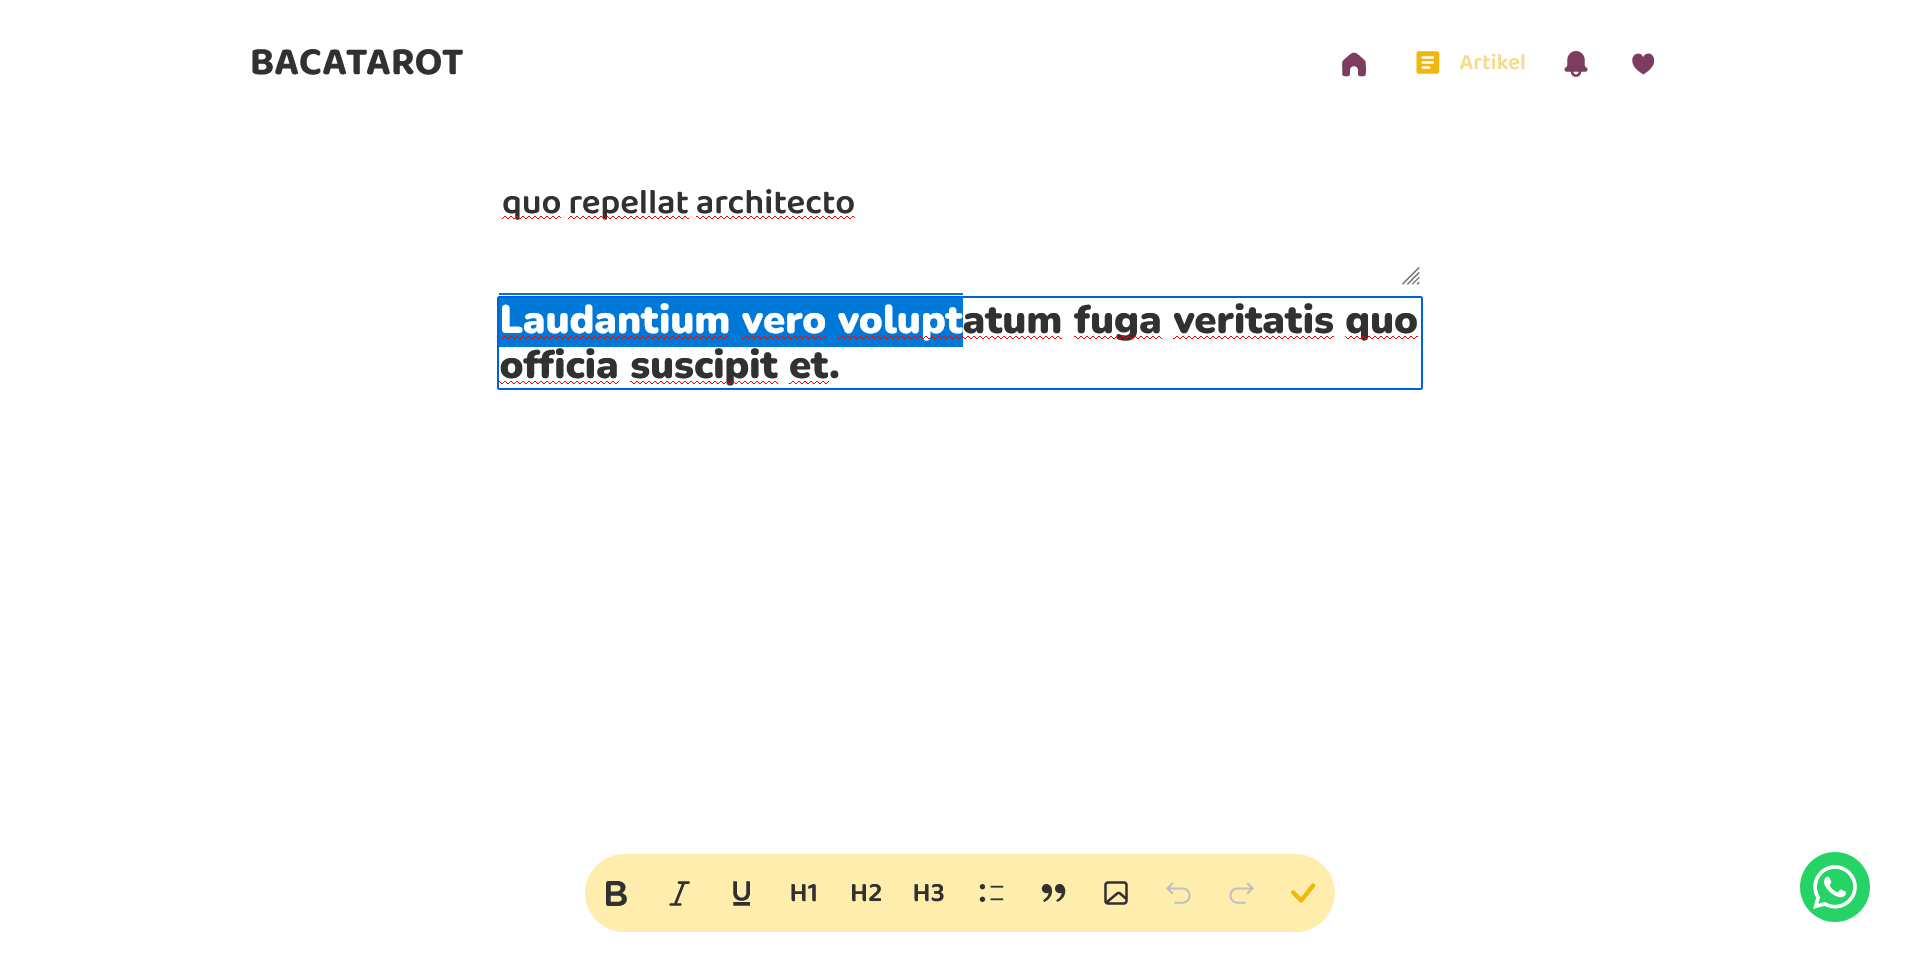 BACATAROT
Artikel
quo repellat architecto
Laudantium vero voluptatum fuga veritatis quo
officia suscipit et.
B I U H1 H2 H3